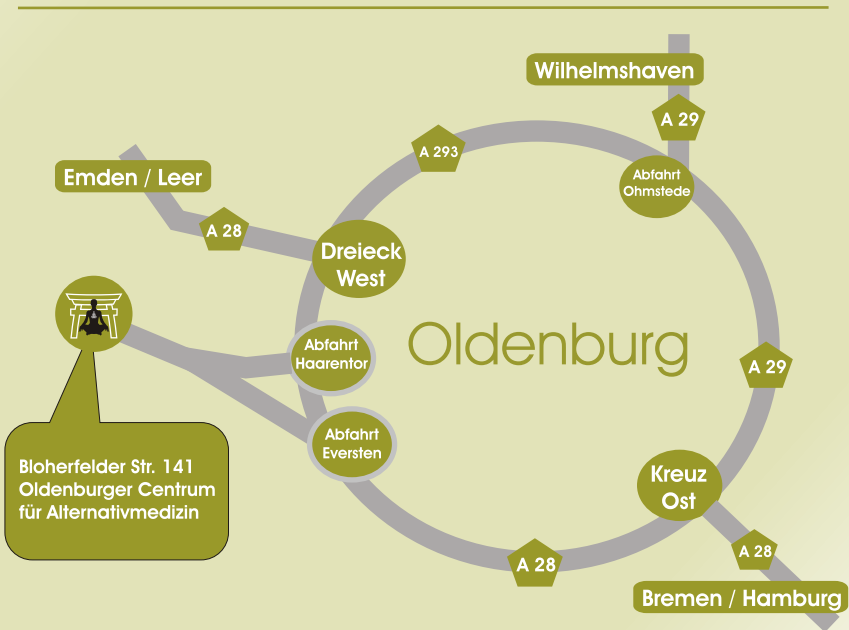 Wilhelmshaven
A 29
A 293
Emden / Leer
Abfahrt
Ohmstede
A 28
Dreieck
West
Oldenburg
Abfahrt
Haarentor
A 29
Abfahrt
Eversten
Bloherfelder Str. 141
Oldenburger Centrum
für Alternativmedizin
Kreuz
Ost
A 28
A 28
Bremen / Hamburg